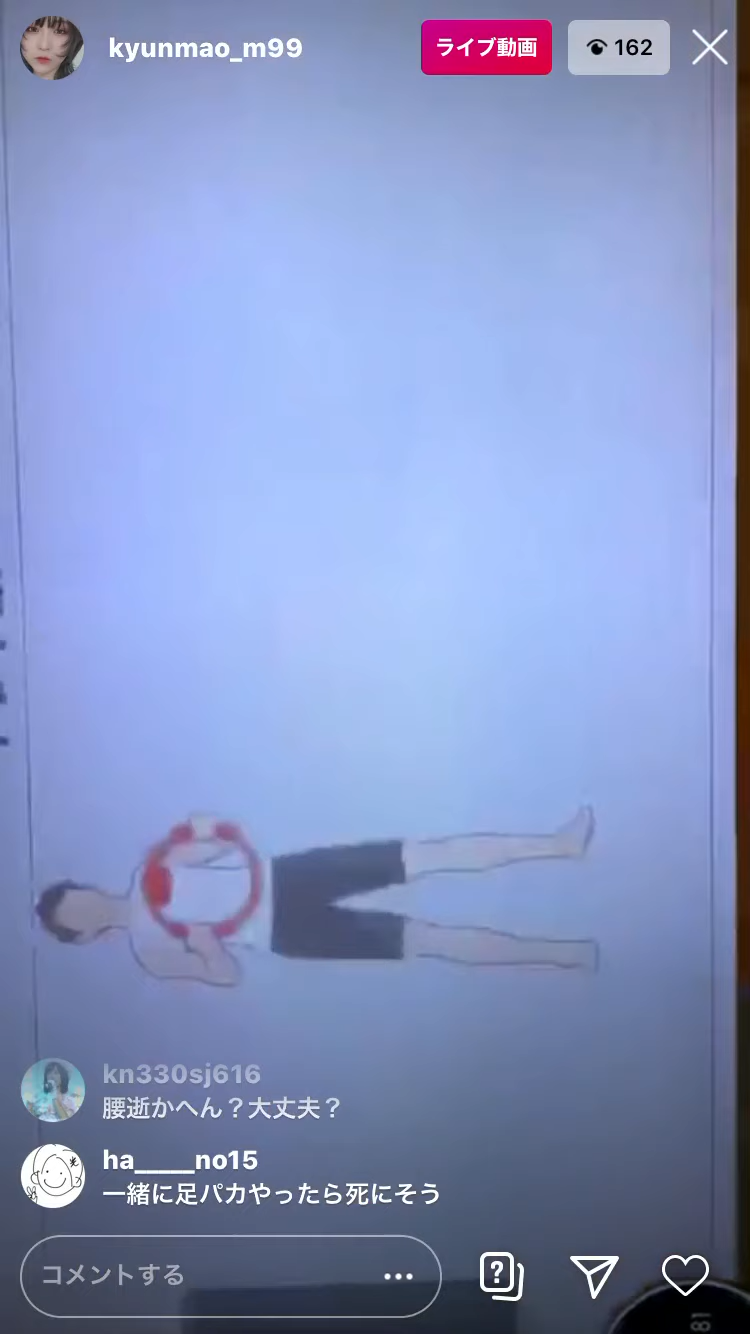 kyunmao_m99
ライブ動画
162
kn330sj616
腰逝かへん？大丈夫？
ha_____no15
一緒に足パカやったら死にそう
コメントする